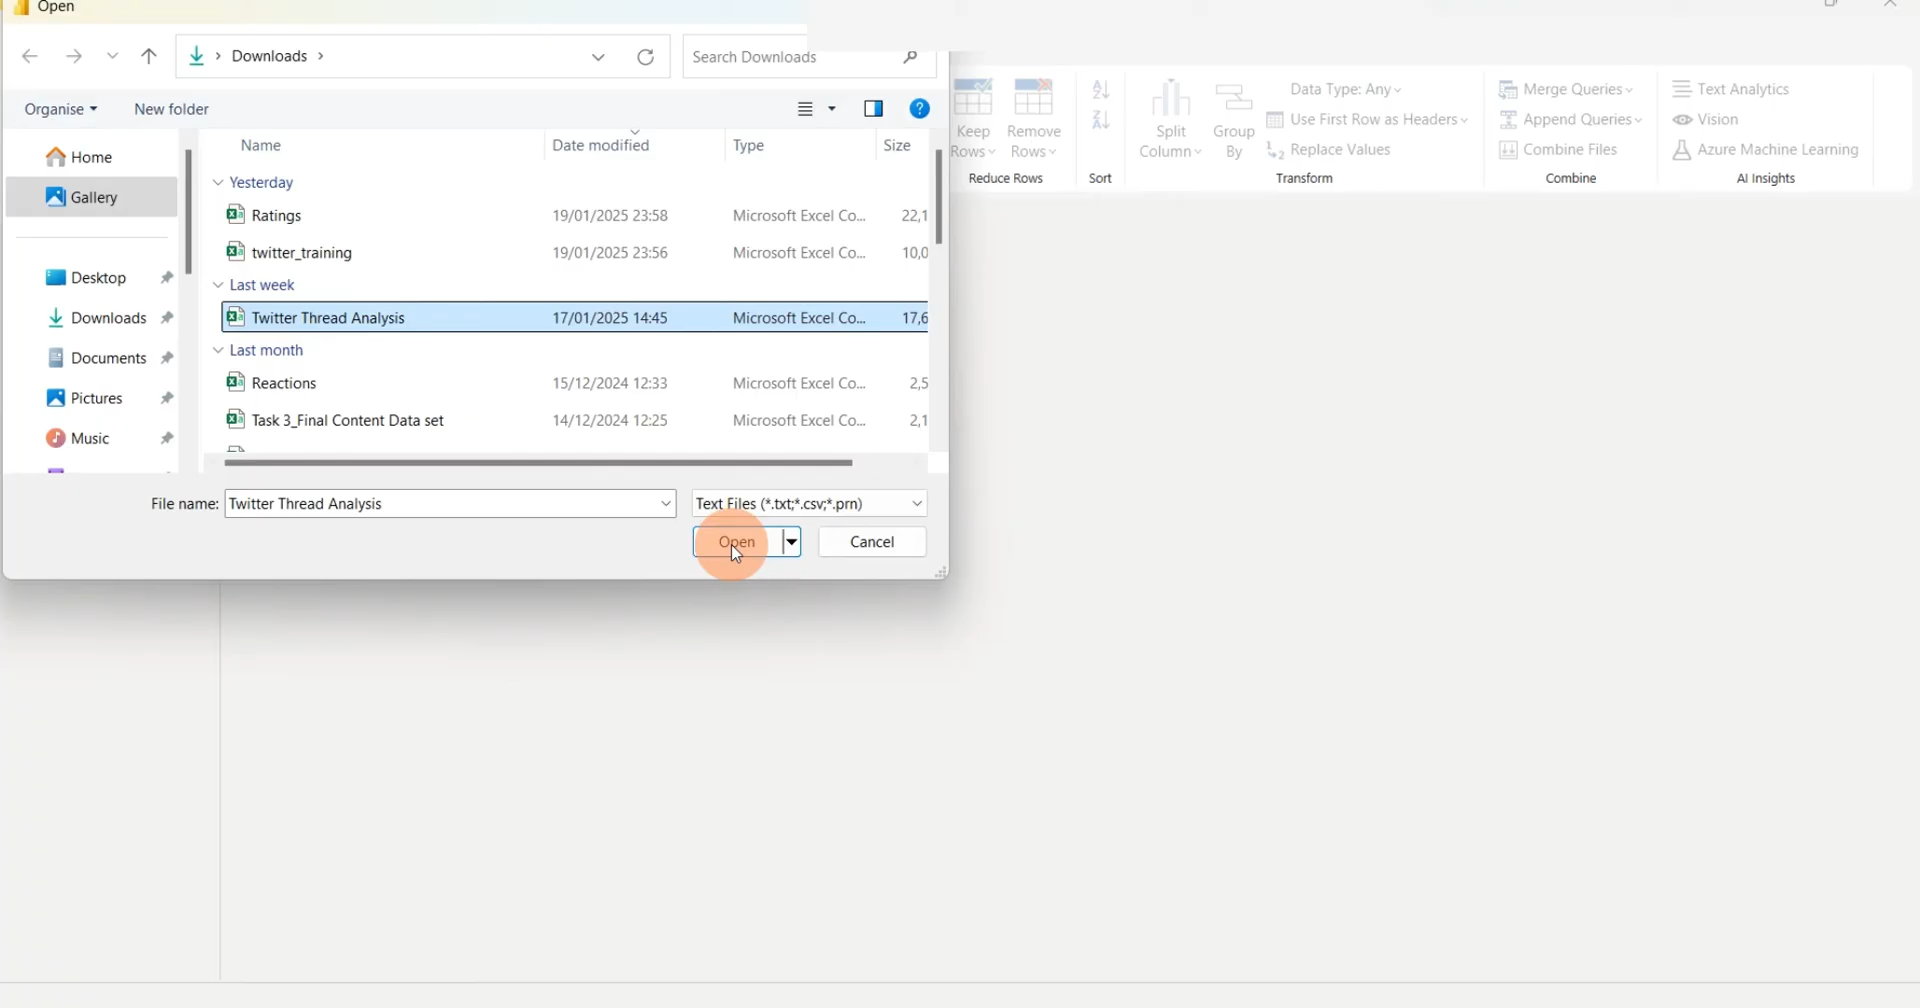 Open
Downloads
Search Downloads
Organise
New folder
Name
Date modified
Type
Size
Home
Gallery
Desktop
Downloads
Documents
Pictures
Music
Yesterday
Ratings 19/01/2025 23:58 Microsoft Excel Co... 22,1
twitter_training 19/01/2025 23:56 Microsoft Excel Co... 10,0
Last week
Twitter Thread Analysis 17/01/2025 14:45 Microsoft Excel Co... 17,6
Last month
Reactions 15/12/2024 12:33 Microsoft Excel Co... 2,5
Task 3_Final Content Data set 14/12/2024 12:25 Microsoft Excel Co... 2,1
File name: Twitter Thread Analysis
Text Files (*.txt;*.csv;*.prn)
Open
Cancel
Keep
Rows
Remove
Rows
Reduce Rows
Sort
Split
Column
Group
By
Data Type: Any
Use First Row as Headers
Replace Values
Transform
Merge Queries
Append Queries
Combine Files
Combine
Text Analytics
Vision
Azure Machine Learning
AI Insights